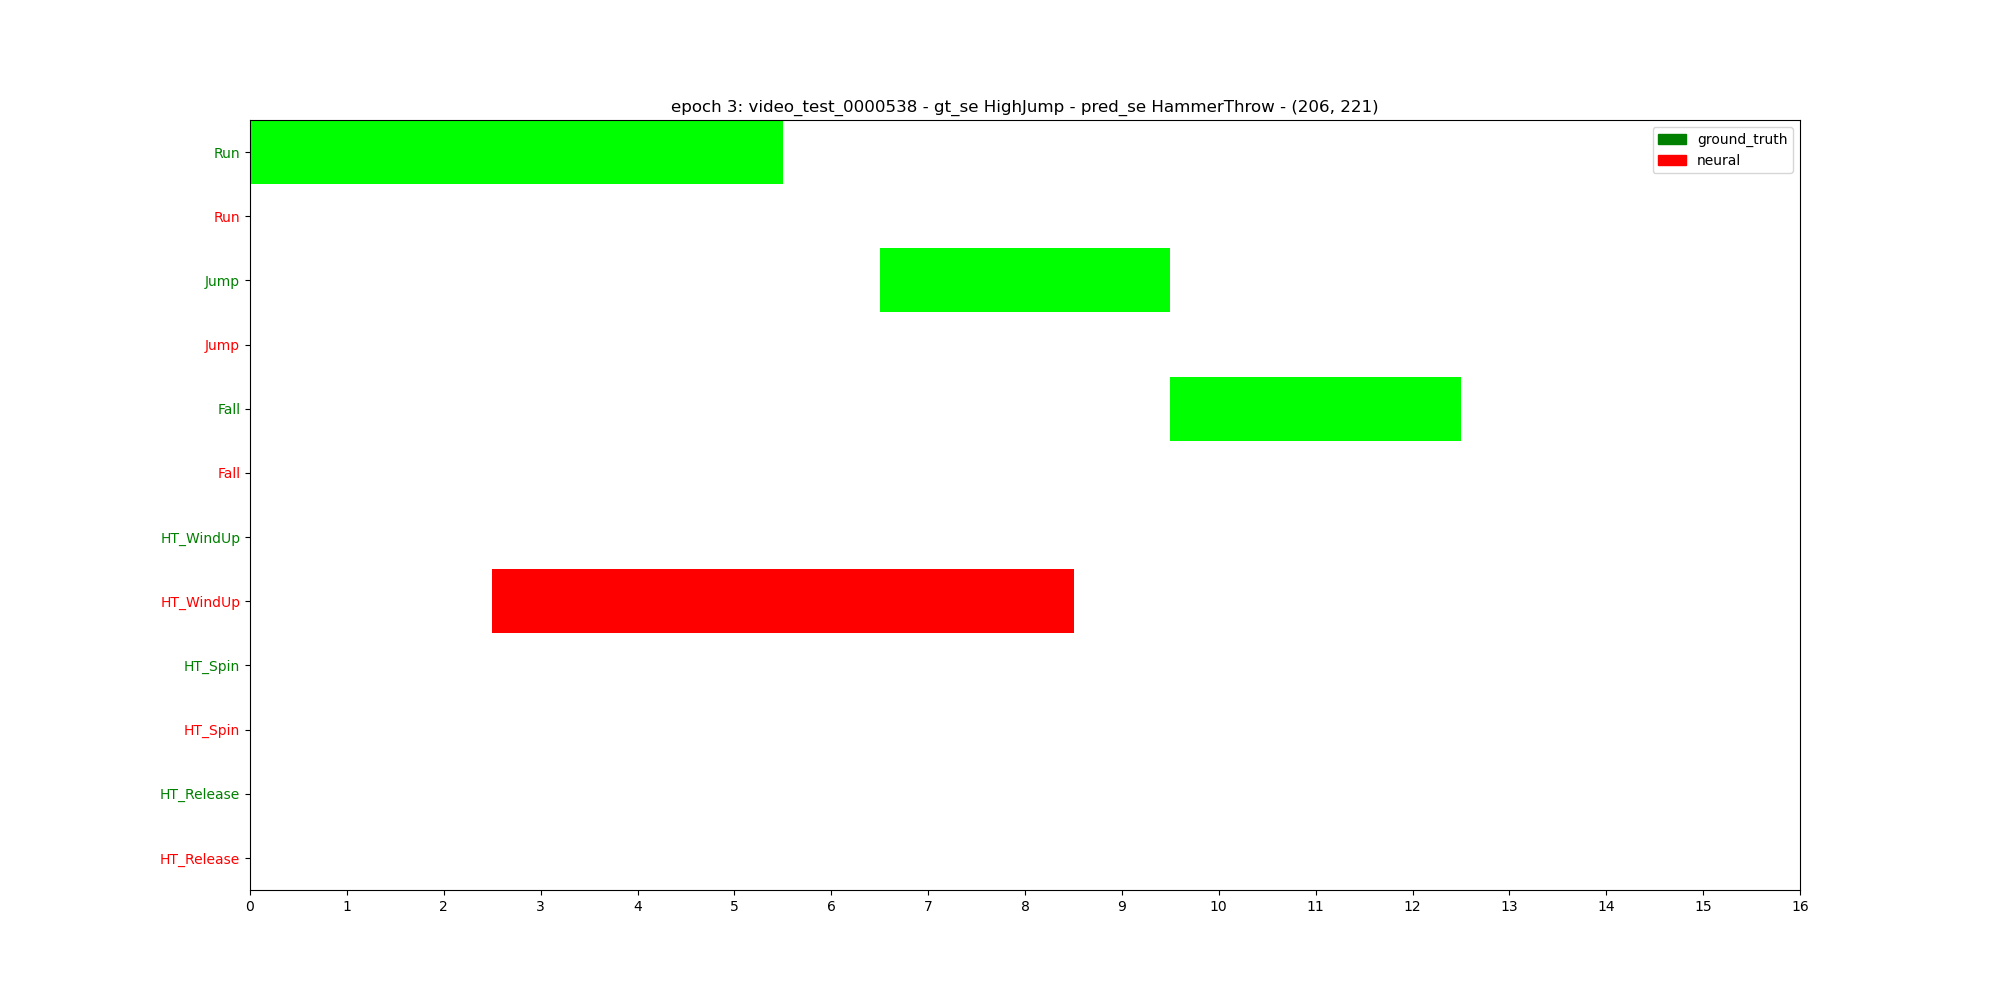 epoch 3: video_test_0000538 - gt_se HighJump - pred_se HammerThrow - (206, 221)
ground_truth
neural
Run
Run
Jump
Jump
Fall
Fall
HT_WindUp
HT_WindUp
HT_Spin
HT_Spin
HT_Release
HT_Release
0 1 2 3 4 5 6 7 8 9 10 11 12 13 14 15 16